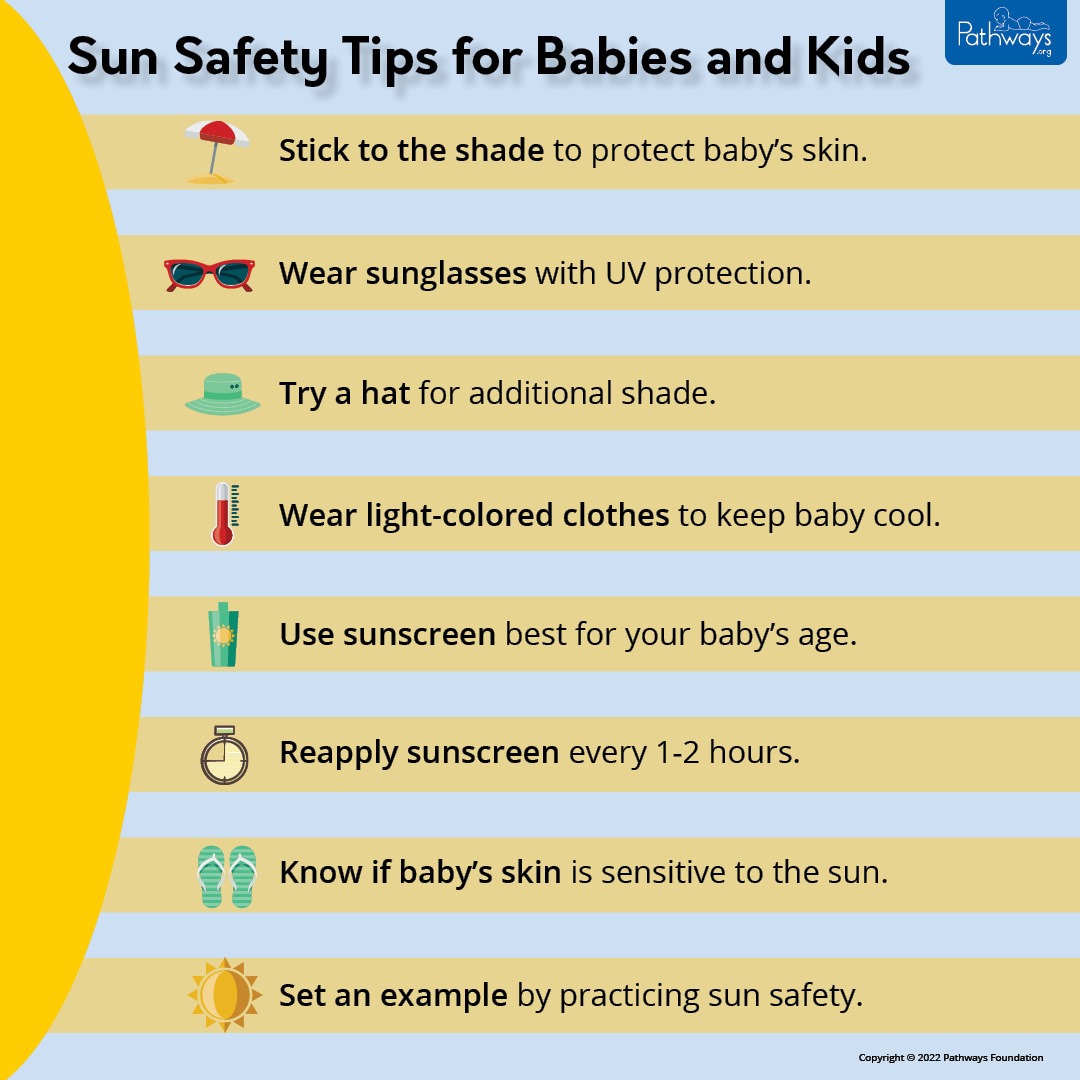 Sun Safety Tips for Babies and Kids
Pathways
.org
Stick to the shade to protect baby’s skin.
Wear sunglasses with UV protection.
Try a hat for additional shade.
Wear light-colored clothes to keep baby cool.
Use sunscreen best for your baby’s age.
Reapply sunscreen every 1-2 hours.
Know if baby’s skin is sensitive to the sun.
Set an example by practicing sun safety.
Copyright © 2022 Pathways Foundation